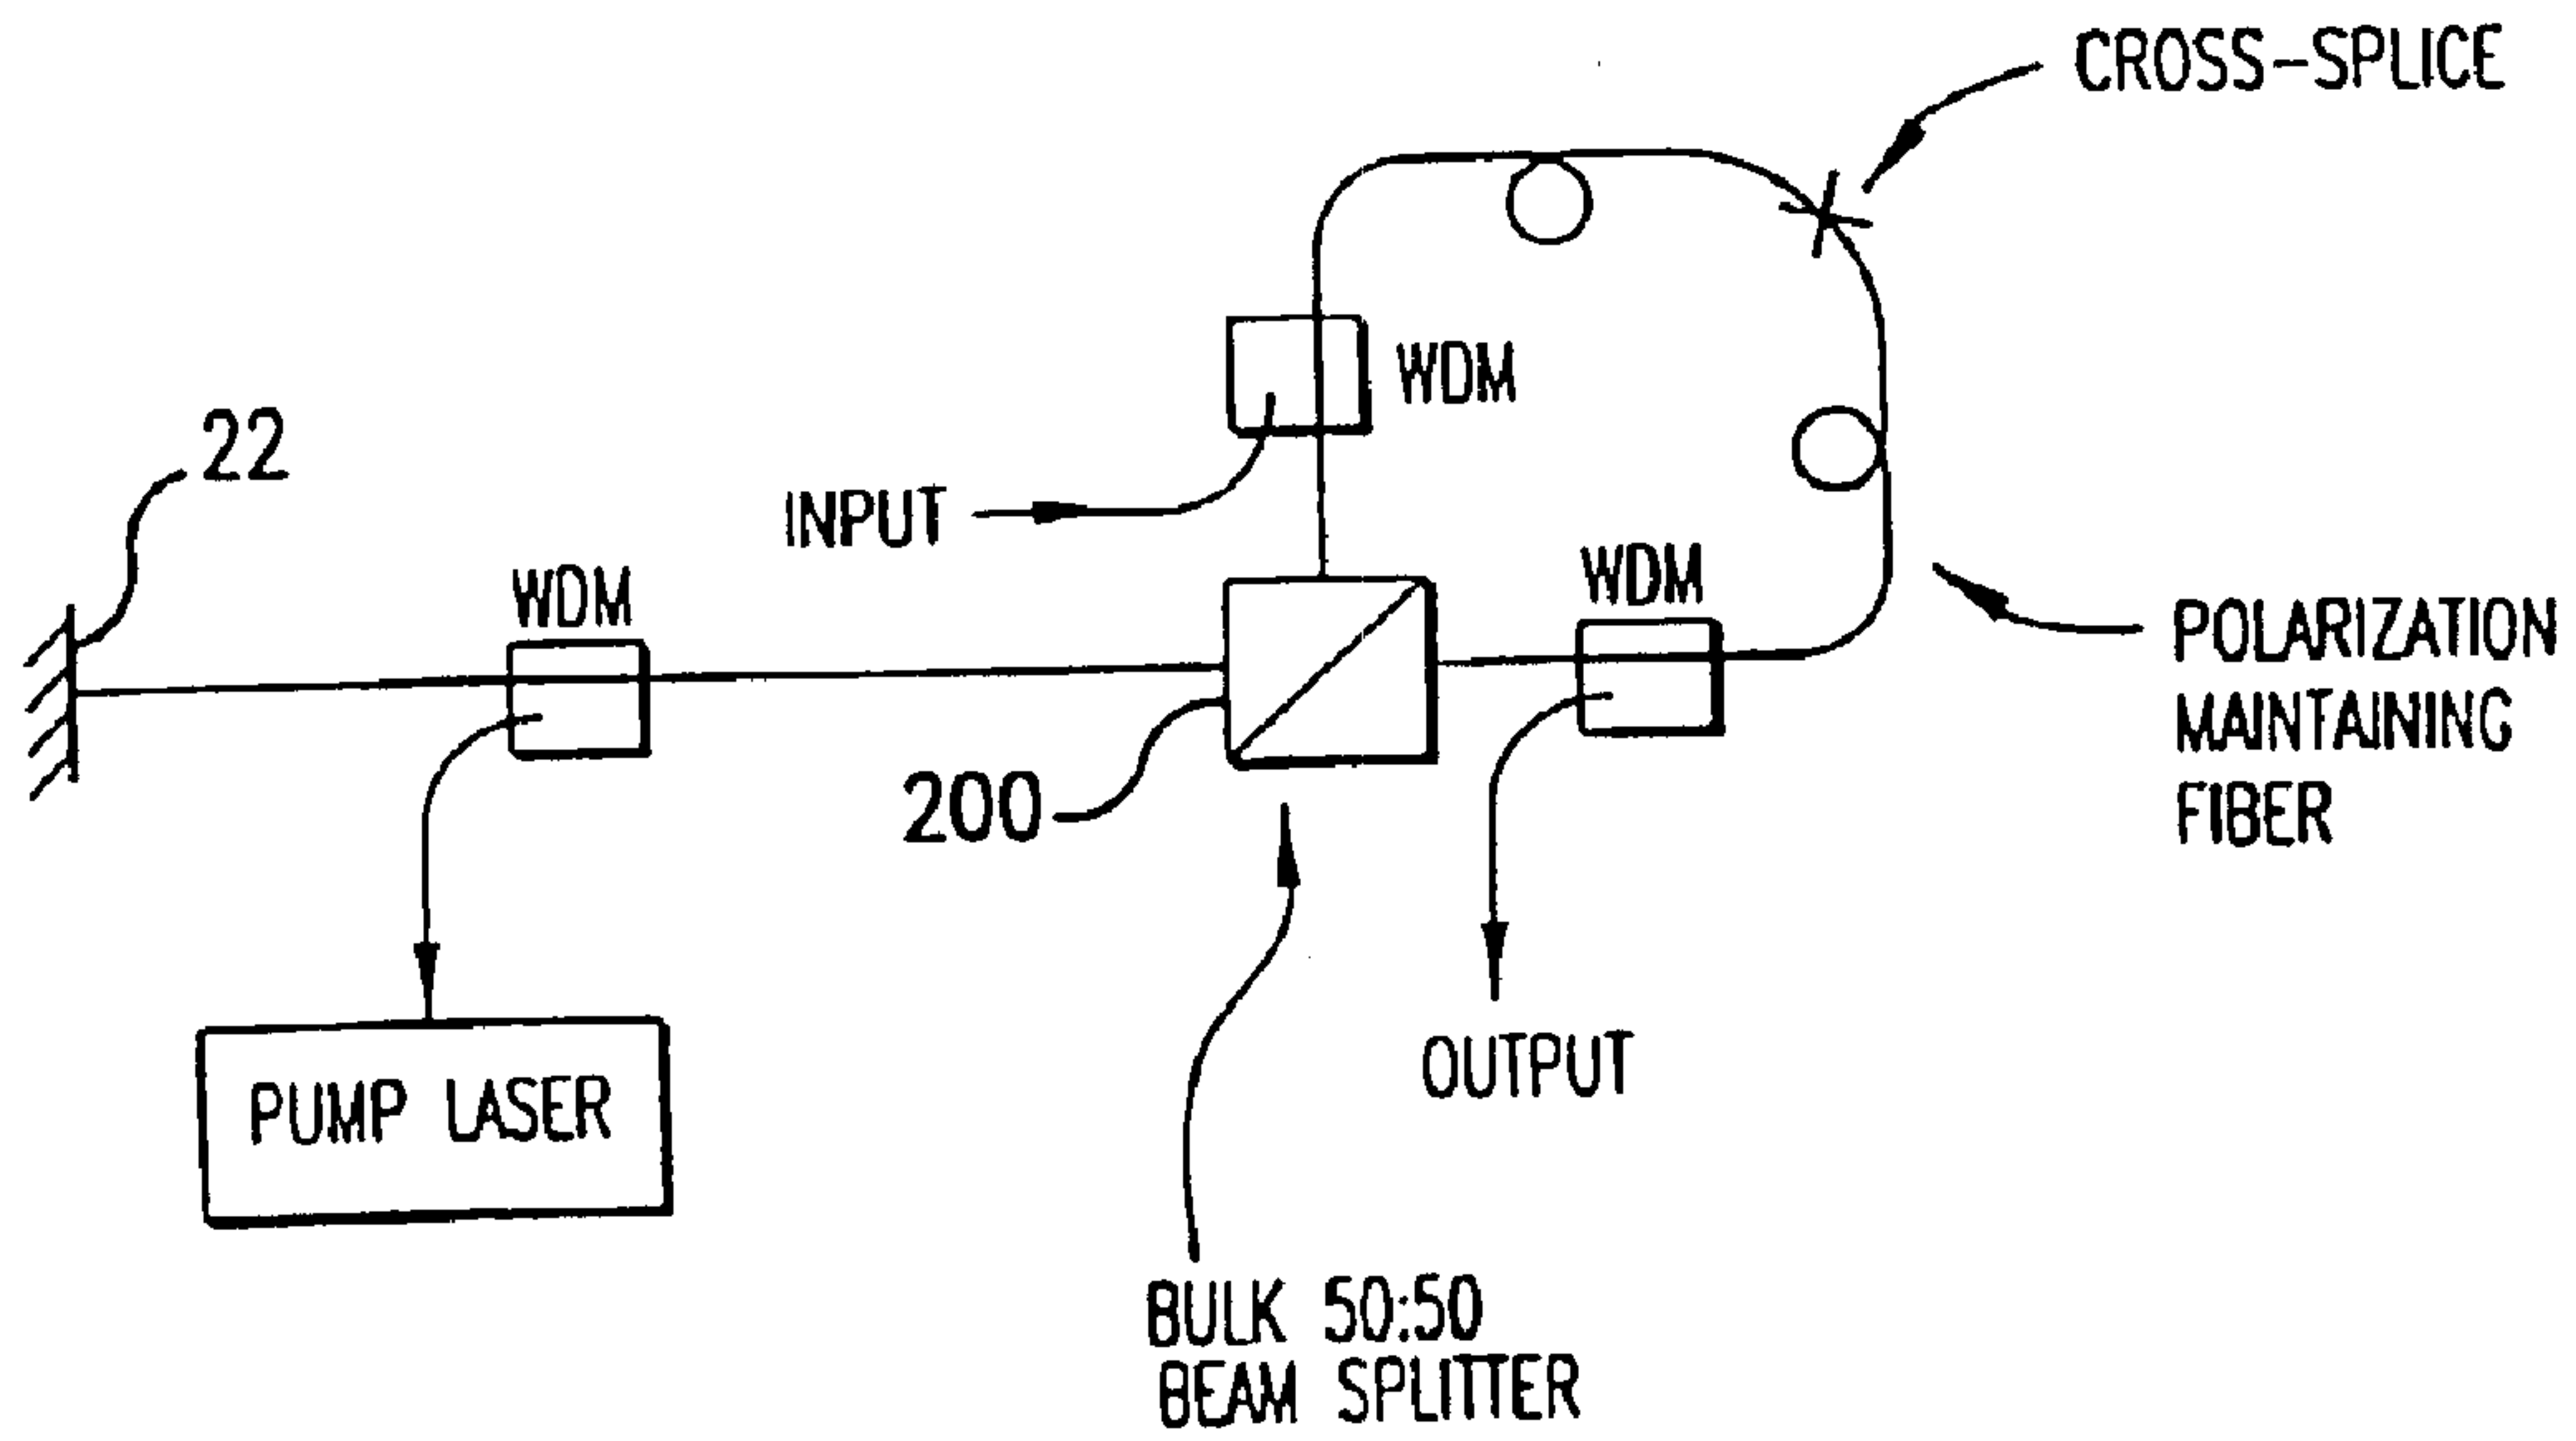 CROSS-SPLICE
WDM
22
INPUT
WDM
WDM
POLARIZATION
MAINTAINING
FIBER
200
OUTPUT
PUMP LASER
BULK 50:50
BEAM SPLITTER